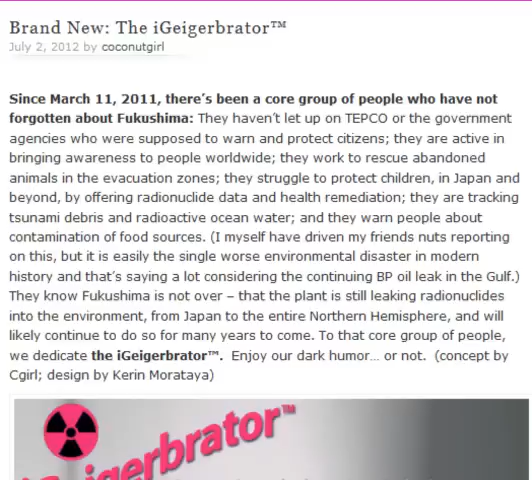 Brand New: The iGeigerbrator™
July 2, 2012 by coconutgirl
Since March 11, 2011, there's been a core group of people who have not
forgotten about Fukushima: They haven't let up on TEPCO or the government
agencies who were supposed to warn and protect citizens; they are active in
bringing awareness to people worldwide; they work to rescue abandoned
animals in the evacuation zones; they struggle to protect children, in Japan and
beyond, by offering radionuclide data and health remediation; they are tracking
tsunami debris and radioactive ocean water; and they warn people about
contamination of food sources. (I myself have driven my friends nuts reporting
on this, but it is easily the single worse environmental disaster in modern
history and that's saying a lot considering the continuing BP oil leak in the Gulf.)
They know Fukushima is not over – that the plant is still leaking radionuclides
into the environment, from Japan to the entire Northern Hemisphere, and will
likely continue to do so for many years to come. To that core group of people,
we dedicate the iGeigerbrator™. Enjoy our dark humor... or not. (concept by
Cgirl; design by Kerin Morataya)
iGeigerbrator™